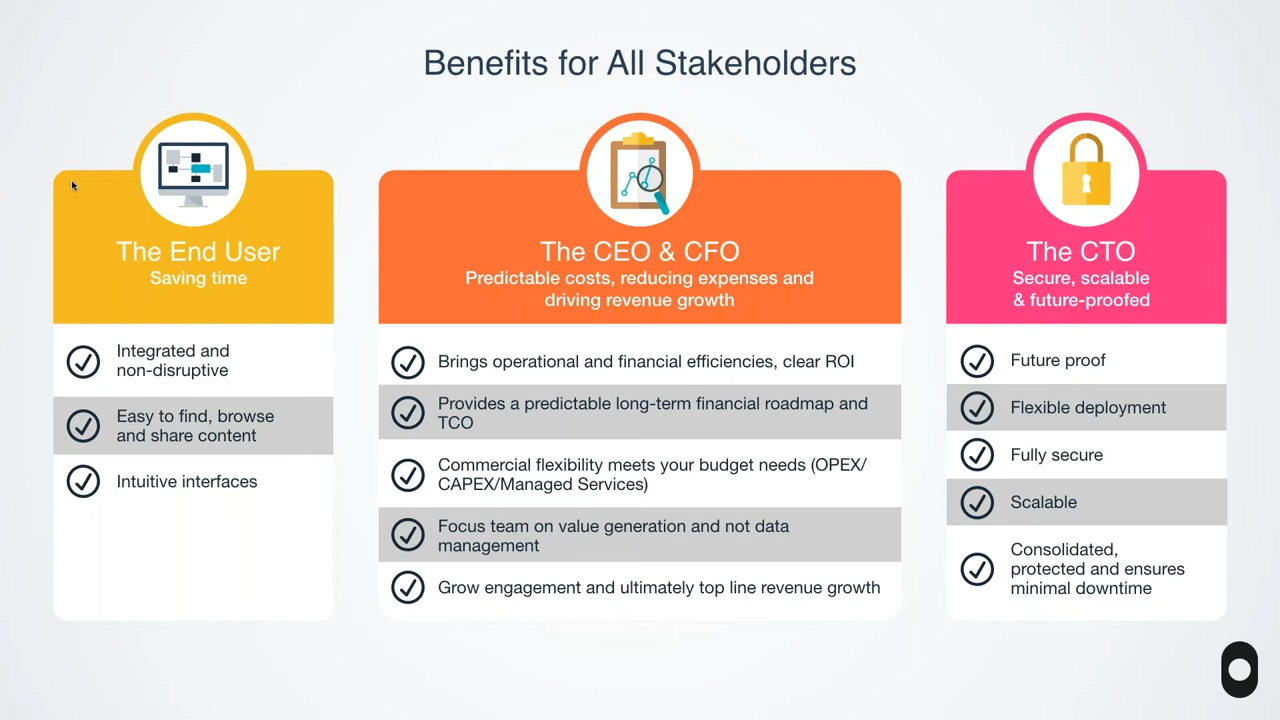 Benefits for All Stakeholders
The End User
Saving time
Integrated and
non-disruptive
Easy to find, browse
and share content
Intuitive interfaces
The CEO & CFO
Predictable costs, reducing expenses and
driving revenue growth
Brings operational and financial efficiencies, clear ROI
Provides a predictable long-term financial roadmap and
TCO
Commercial flexibility meets your budget needs (OPEX/
CAPEX/Managed Services)
Focus team on value generation and not data
management
Grow engagement and ultimately top line revenue growth
The CTO
Secure, scalable
& future-proofed
Future proof
Flexible deployment
Fully secure
Scalable
Consolidated,
protected and ensures
minimal downtime